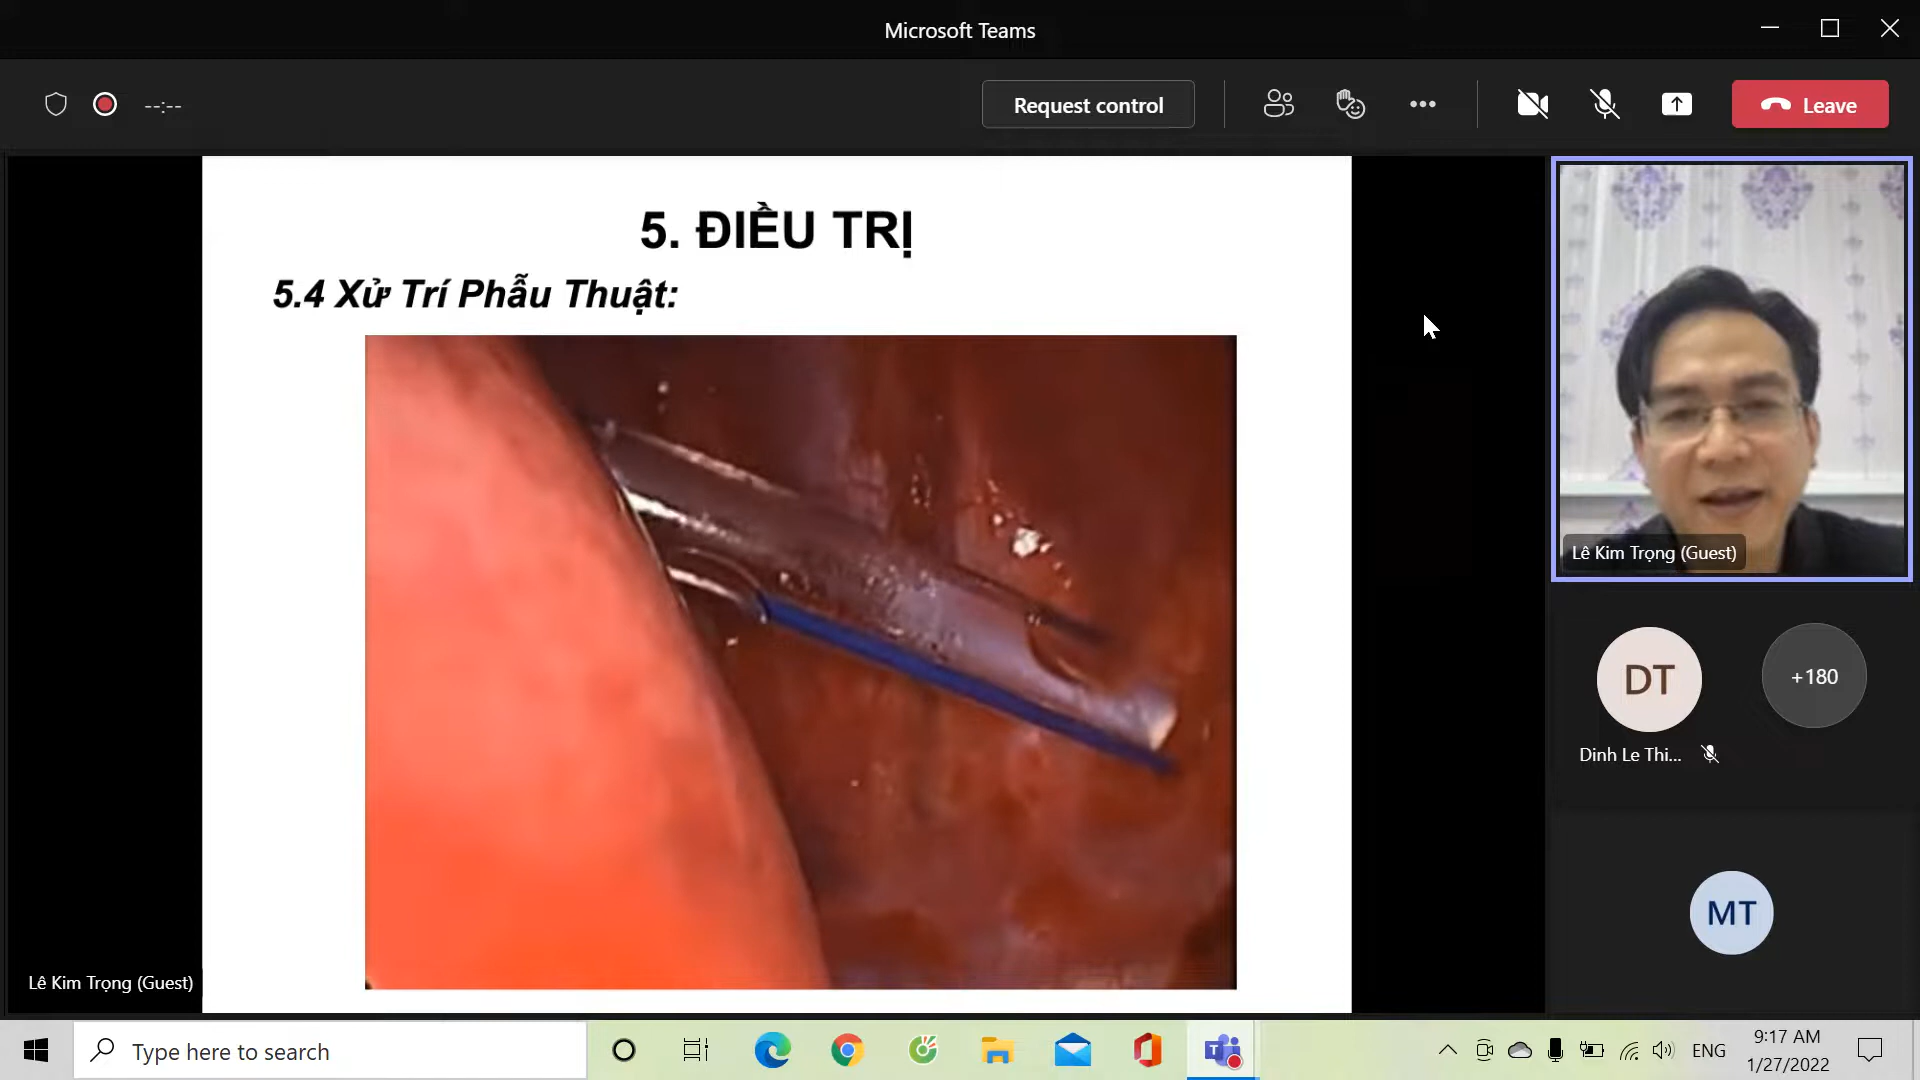 Microsoft Teams
--:--
Request control
Leave
5. ĐIỀU TRỊ
5.4 Xử Trí Phẫu Thuật:
Lê Kim Trọng (Guest)
DT
+180
Dinh Le Thi...
MT
Lê Kim Trọng (Guest)
Type here to search
ENG
9:17 AM
1/27/2022